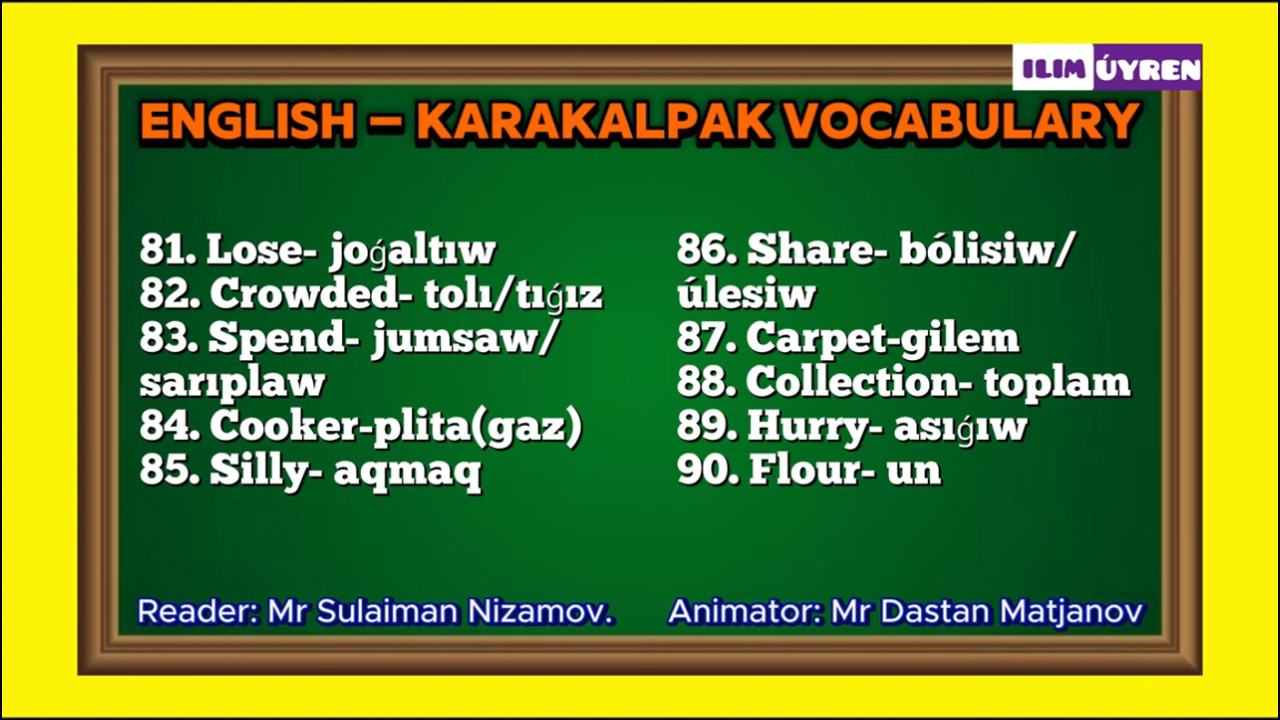 ILIM ÚYREN
ENGLISH – KARAKALPAK VOCABULARY
81. Lose- joǵaltıw
82. Crowded- tolı/tıǵız
83. Spend- jumsaw/
sarıplaw
84. Cooker-plita(gaz)
85. Silly- aqmaq
86. Share- bólisiw/
úlesiw
87. Carpet-gilem
88. Collection- toplam
89. Hurry- asıǵıw
90. Flour- un
Reader: Mr Sulaiman Nizamov.
Animator: Mr Dastan Matjanov